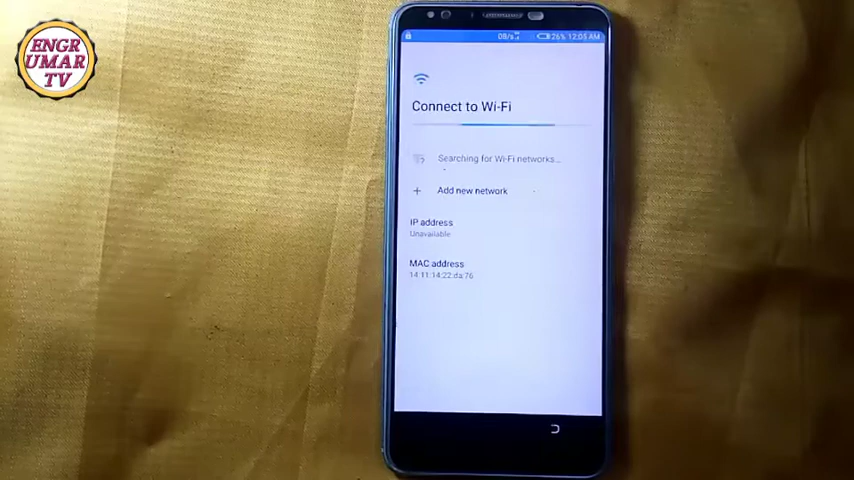 ENGR
UMAR
TV
0B/s 26% 12:05 AM
Connect to Wi-Fi
Searching for Wi-Fi networks...
Add new network
IP address
Unavailable
MAC address
14:11:14:22:da:76